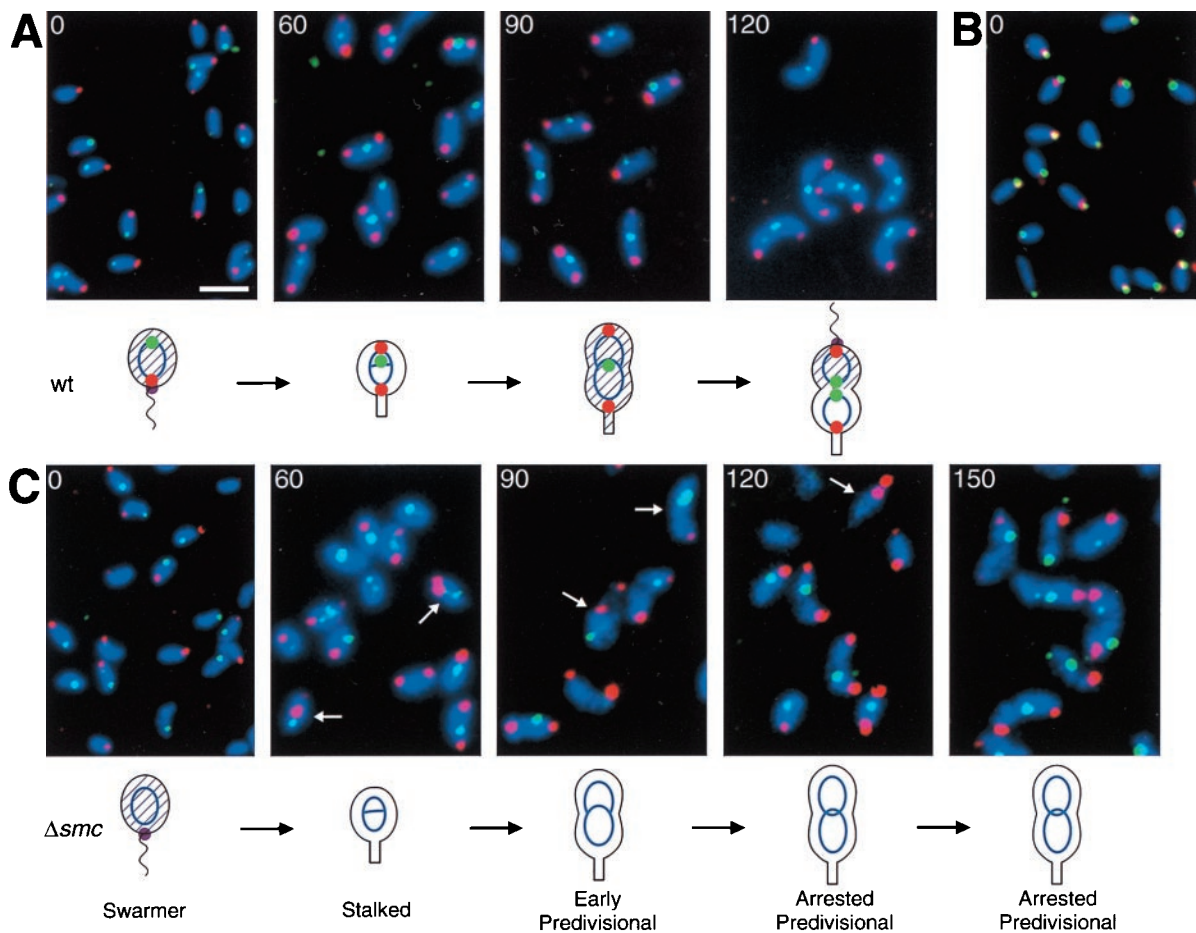 A
0
60
90
120
B
0
wt
C
0
60
90
120
150
Δsmc
Swarmer
Stalked
Early
Predivisional
Arrested
Predivisional
Arrested
Predivisional